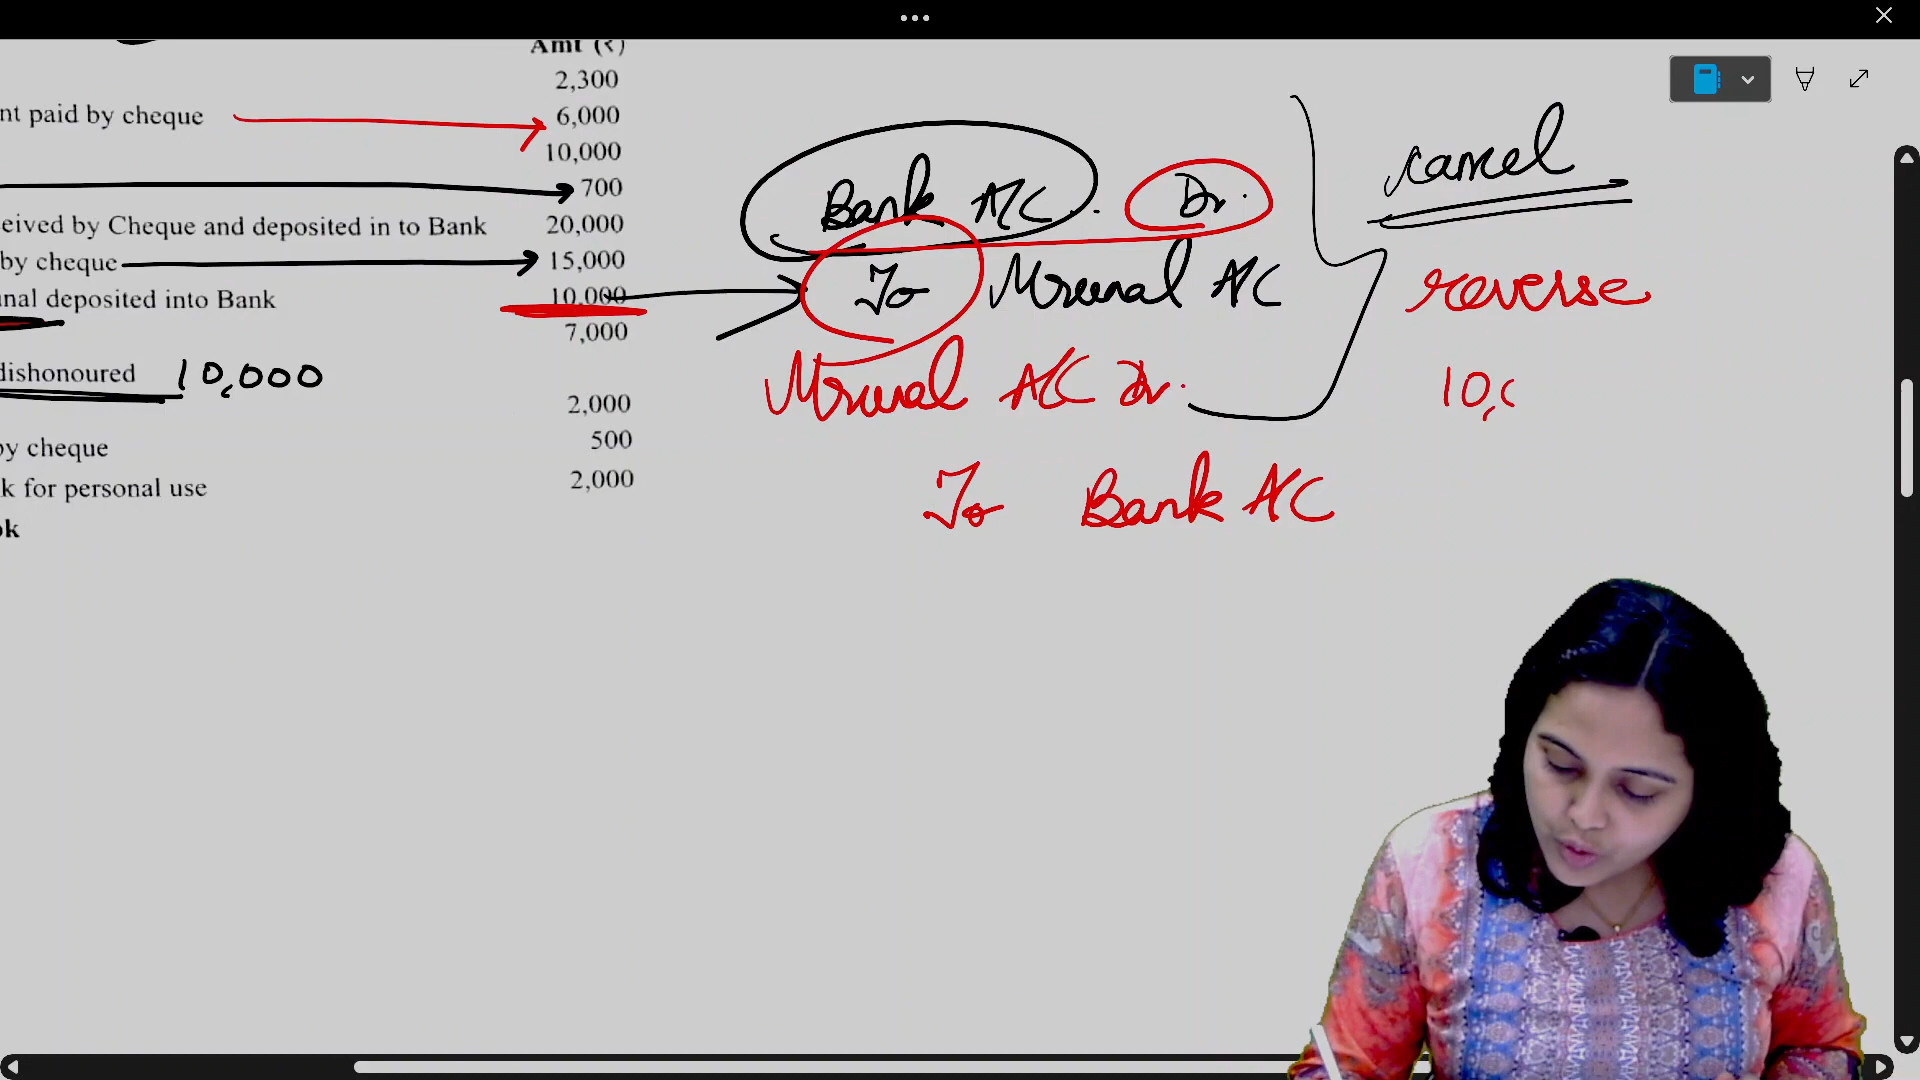 Amt (₹)
2,300
nt paid by cheque 6,000
10,000
700
eived by Cheque and deposited in to Bank 20,000
by cheque 15,000
nal deposited into Bank 10,000
7,000
dishonoured 10,000
2,000
by cheque 500
k for personal use 2,000
ok
Bank A/C. Dr.
To Mrunal A/C
Mrunal A/C Dr.
To Bank A/C
cancel
reverse
10,0